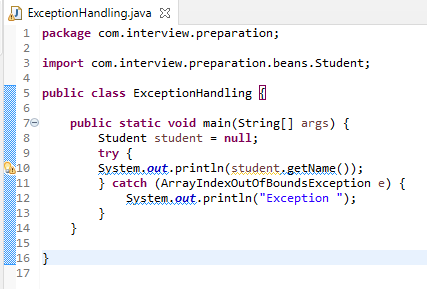 ExceptionHandling.java
1 package com.interview.preparation;
2
3 import com.interview.preparation.beans.Student;
4
5 public class ExceptionHandling {
6
7 public static void main(String[] args) {
8 Student student = null;
9 try {
10 System.out.println(student.getName());
11 } catch (ArrayIndexOutOfBoundsException e) {
12 System.out.println("Exception ");
13 }
14 }
15
16 }
17